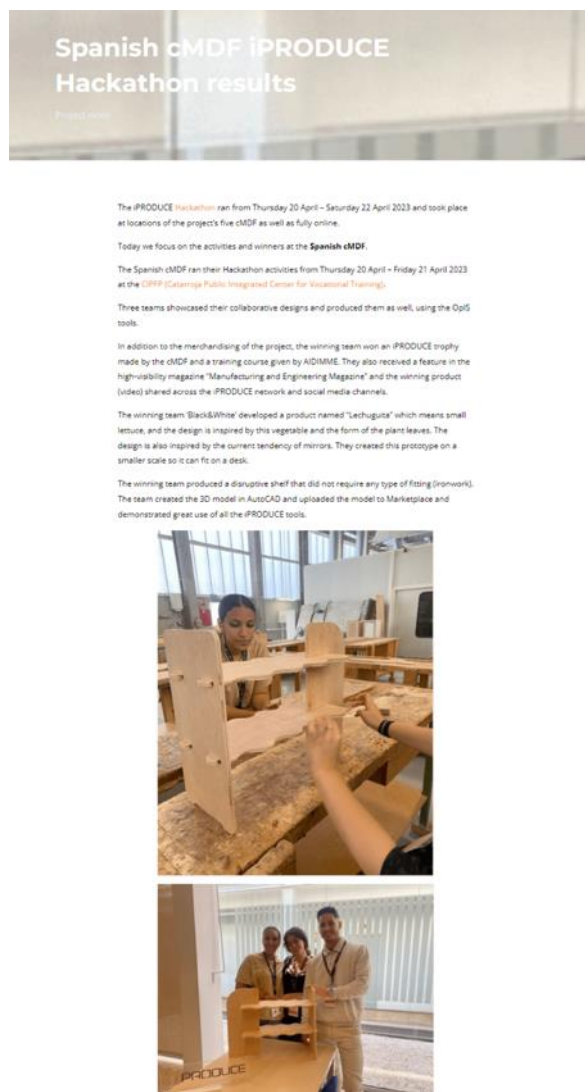 Spanish cMDF iPRODUCE
Hackathon results
Project news
The iPRODUCE Hackathon ran from Thursday 20 April – Saturday 22 April 2023 and took place
at locations of the project's five cMDF as well as fully online.
Today we focus on the activities and winners at the Spanish cMDF.
The Spanish cMDF ran their Hackathon activities from Thursday 20 April – Friday 21 April 2023
at the CIPFP (Catarroja Public Integrated Center for Vocational Training).
Three teams showcased their collaborative designs and produced them as well, using the OpIS
tools.
In addition to the merchandising of the project, the winning team won an iPRODUCE trophy
made by the cMDF and a training course given by AIDIMME. They also received a feature in the
high-visibility magazine "Manufacturing and Engineering Magazine" and the winning product
(video) shared across the iPRODUCE network and social media channels.
The winning team 'Black&White' developed a product named "Lechuguita" which means small
lettuce, and the design is inspired by this vegetable and the form of the plant leaves. The
design is also inspired by the current tendency of mirrors. They created this prototype on a
smaller scale so it can fit on a desk.
The winning team produced a disruptive shelf that did not require any type of fitting (ironwork).
The team created the 3D model in AutoCAD and uploaded the model to Marketplace and
demonstrated great use of all the iPRODUCE tools.
iPRODUCE